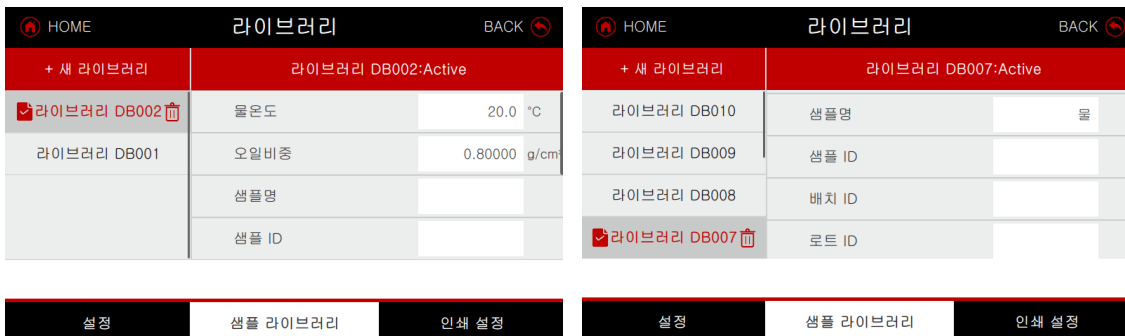 HOME 라이브러리 BACK
+ 새 라이브러리 라이브러리 DB002:Active
라이브러리 DB002 물온도 20.0 °C
라이브러리 DB001 오일비중 0.80000 g/cm³
샘플명
샘플 ID
설정 샘플 라이브러리 인쇄 설정
HOME 라이브러리 BACK
+ 새 라이브러리 라이브러리 DB007:Active
라이브러리 DB010 샘플명 물
라이브러리 DB009 샘플 ID
라이브러리 DB008 배치 ID
라이브러리 DB007 로트 ID
설정 샘플 라이브러리 인쇄 설정